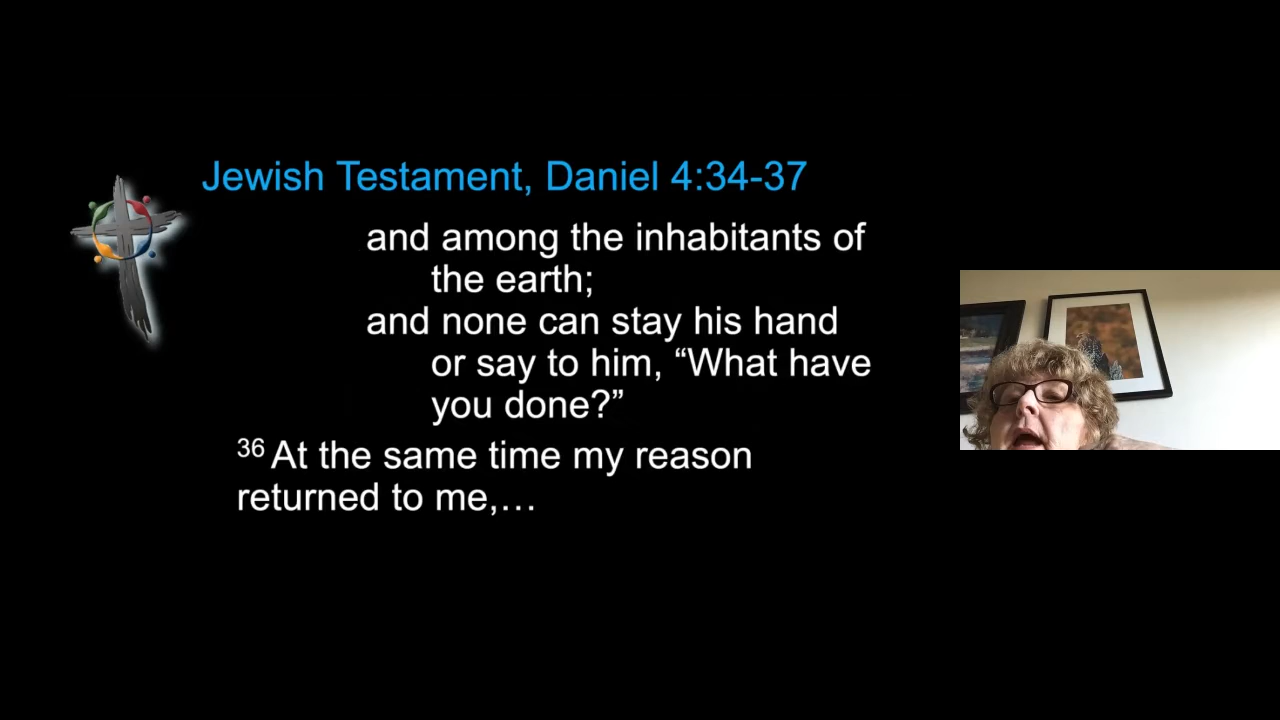 Jewish Testament, Daniel 4:34-37
and among the inhabitants of
the earth;
and none can stay his hand
or say to him, “What have
you done?”
36 At the same time my reason
returned to me,…